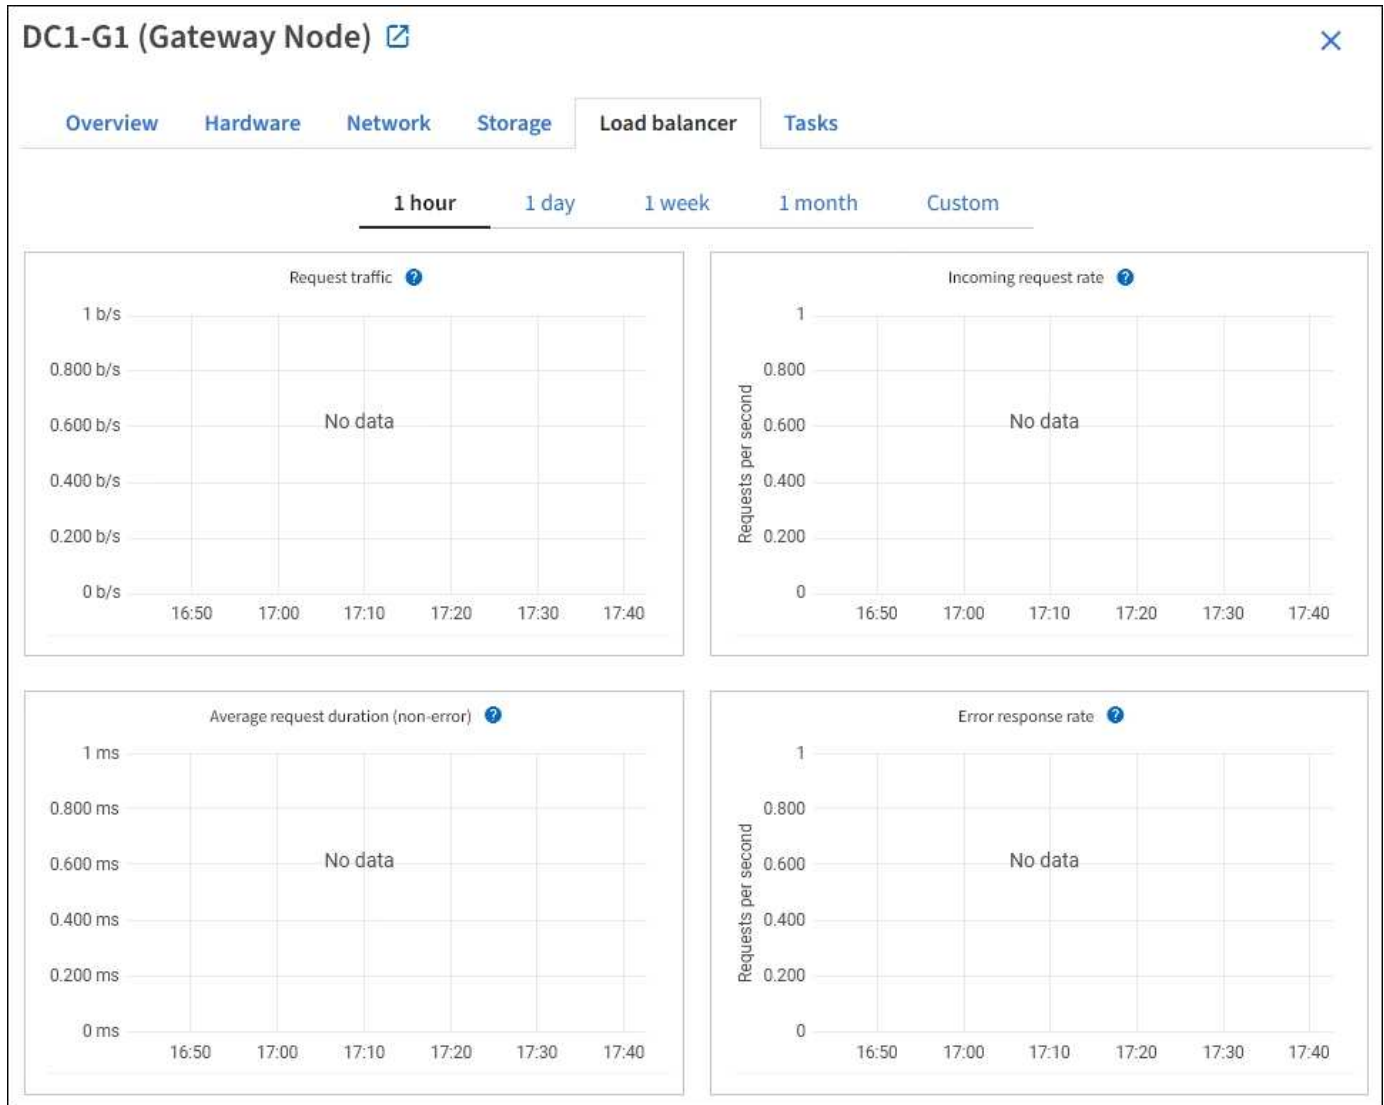 DC1-G1 (Gateway Node)
Overview Hardware Network Storage Load balancer Tasks
1 hour 1 day 1 week 1 month Custom
Request traffic
1 b/s
0.800 b/s
0.600 b/s
0.400 b/s
0.200 b/s
0 b/s
No data
16:50 17:00 17:10 17:20 17:30 17:40
Incoming request rate
Requests per second
1
0.800
0.600
0.400
0.200
0
No data
16:50 17:00 17:10 17:20 17:30 17:40
Average request duration (non-error)
1 ms
0.800 ms
0.600 ms
0.400 ms
0.200 ms
0 ms
No data
16:50 17:00 17:10 17:20 17:30 17:40
Error response rate
Requests per second
1
0.800
0.600
0.400
0.200
0
No data
16:50 17:00 17:10 17:20 17:30 17:40